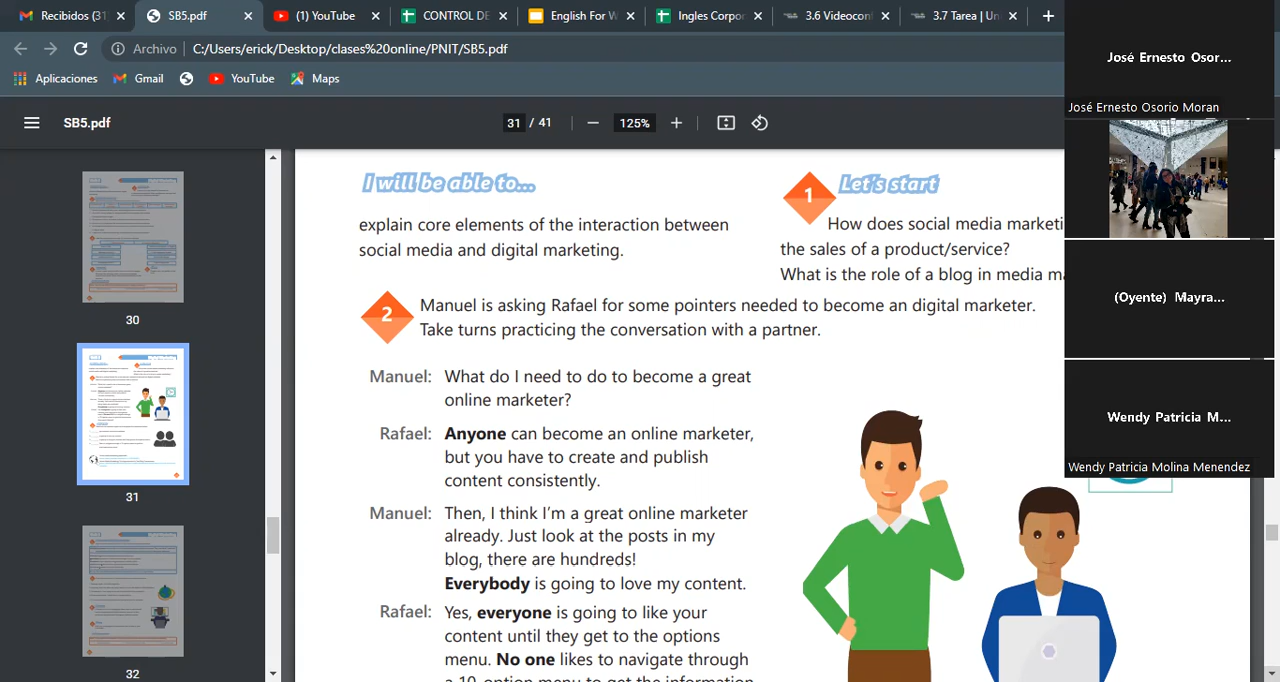 Recibidos (31
SB5.pdf
(1) YouTube
CONTROL DE
English For W
Ingles Corpor
3.6 Videocon
3.7 Tarea | Un
Archivo
C:/Users/erick/Desktop/clases%20online/PNIT/SB5.pdf
Aplicaciones
Gmail
YouTube
Maps
SB5.pdf
31 / 41
125%
José Ernesto Osor...
José Ernesto Osorio Moran
(Oyente) Mayra...
Wendy Patricia M...
Wendy Patricia Molina Menendez
30
31
32
I will be able to...
explain core elements of the interaction between
social media and digital marketing.
1
Let's start
How does social media marketi
the sales of a product/service?
What is the role of a blog in media ma
2
Manuel is asking Rafael for some pointers needed to become an digital marketer.
Take turns practicing the conversation with a partner.
Manuel: What do I need to do to become a great
online marketer?
Rafael: Anyone can become an online marketer,
but you have to create and publish
content consistently.
Manuel: Then, I think I'm a great online marketer
already. Just look at the posts in my
blog, there are hundreds!
Everybody is going to love my content.
Rafael: Yes, everyone is going to like your
content until they get to the options
menu. No one likes to navigate through
a 10-option menu to get the information